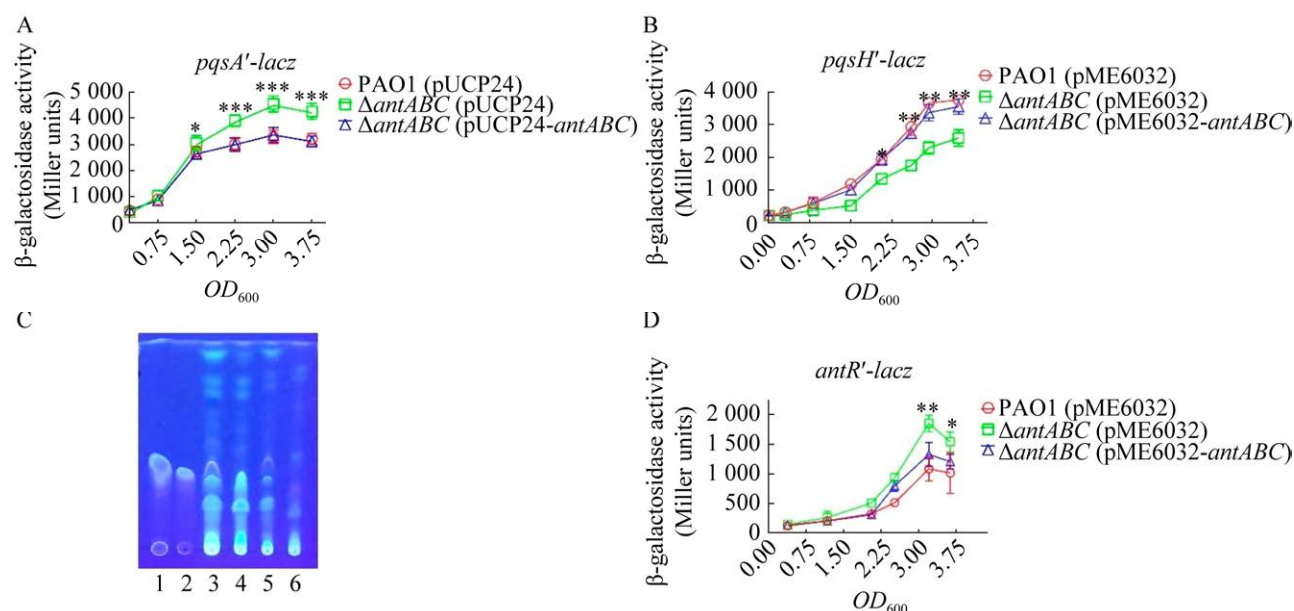 A
pqsA'-lacz
β-galactosidase activity
(Miller units)
5 000
4 000
3 000
2 000
1 000
0
*
***
***
***
0.75
1.50
2.25
3.00
3.75
OD600
PAO1 (pUCP24)
ΔantABC (pUCP24)
ΔantABC (pUCP24-antABC)
B
pqsH'-lacz
β-galactosidase activity
(Miller units)
5 000
4 000
3 000
2 000
1 000
0
*
**
**
**
0.00
0.75
1.50
2.25
3.00
3.75
OD600
PAO1 (pME6032)
ΔantABC (pME6032)
ΔantABC (pME6032-antABC)
C
1 2 3 4 5 6
D
antR'-lacz
β-galactosidase activity
(Miller units)
2 000
1 500
1 000
500
0
**
*
0.00
0.75
1.50
2.25
3.00
3.75
OD600
PAO1 (pME6032)
ΔantABC (pME6032)
ΔantABC (pME6032-antABC)